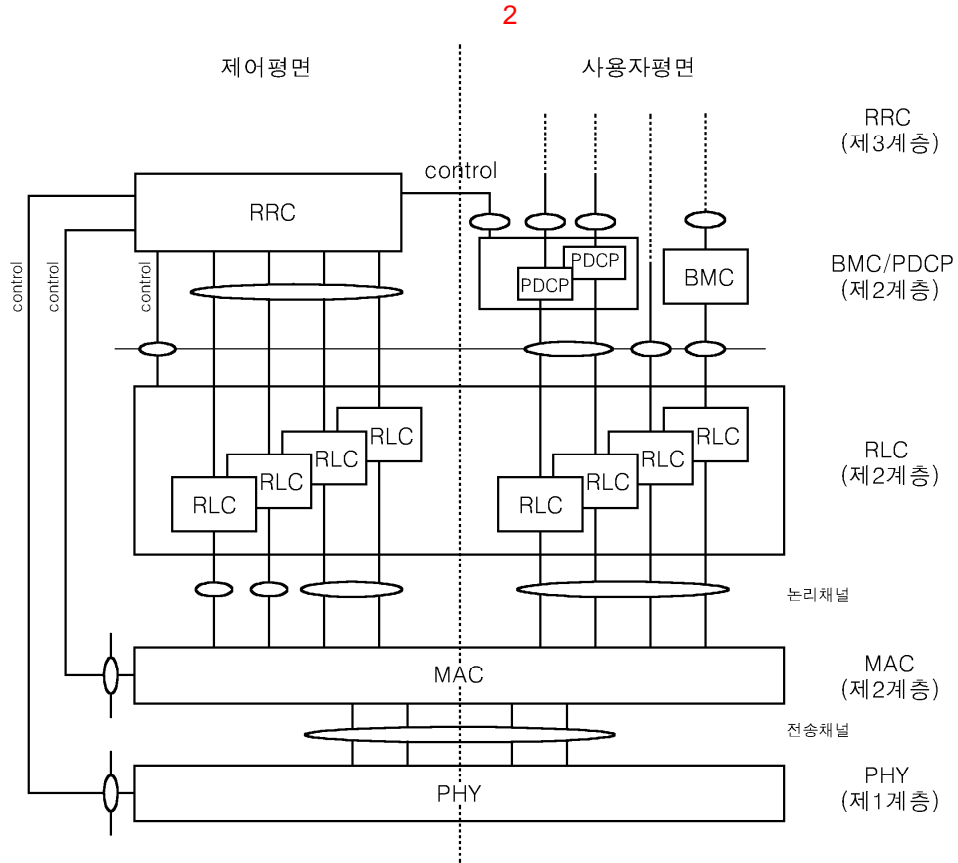 2
제어평면
사용자평면
RRC
(제3계층)
control
RRC
control
control
control
PDCP
PDCP
BMC
BMC/PDCP
(제2계층)
RLC
RLC
RLC
RLC
RLC
RLC
RLC
RLC
RLC
(제2계층)
논리채널
MAC
MAC
(제2계층)
전송채널
PHY
PHY
(제1계층)